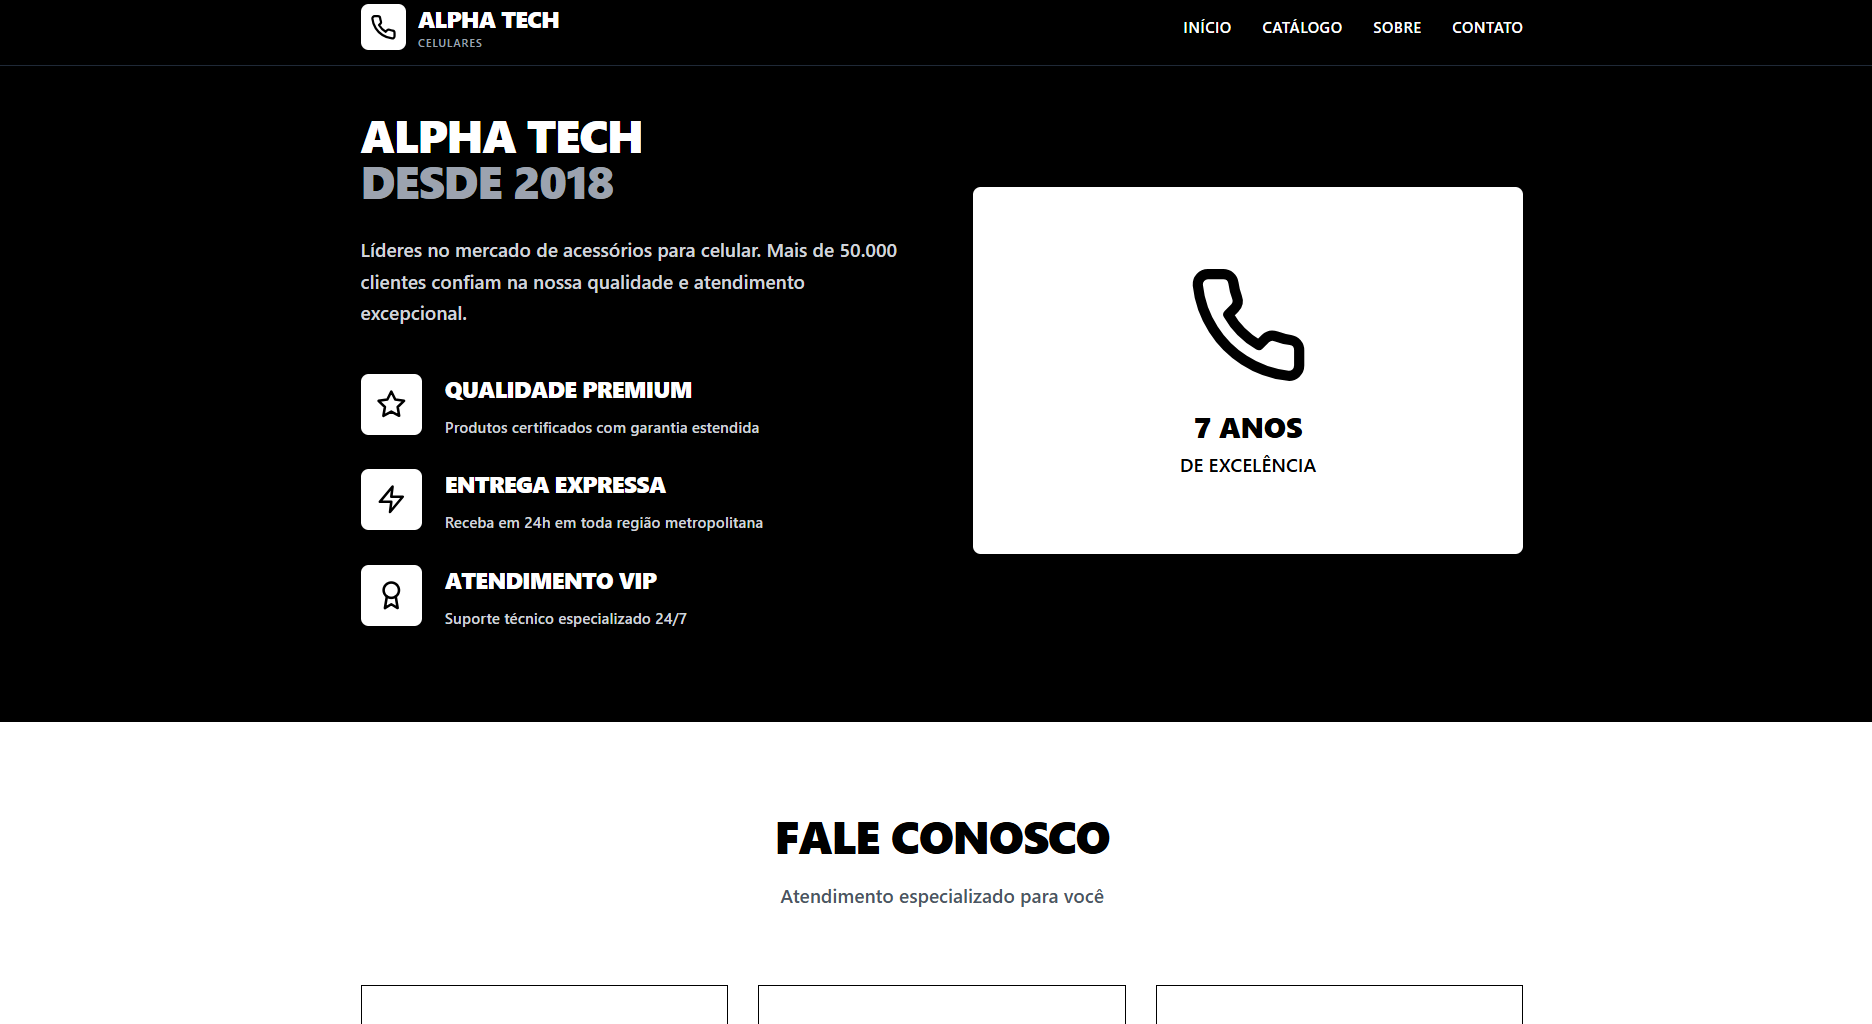 ALPHA TECH
CELULARES
INÍCIO
CATÁLOGO
SOBRE
CONTATO
ALPHA TECH
DESDE 2018
Líderes no mercado de acessórios para celular. Mais de 50.000
clientes confiam na nossa qualidade e atendimento
excepcional.
QUALIDADE PREMIUM
Produtos certificados com garantia estendida
ENTREGA EXPRESSA
Receba em 24h em toda região metropolitana
ATENDIMENTO VIP
Suporte técnico especializado 24/7
7 ANOS
DE EXCELÊNCIA
FALE CONOSCO
Atendimento especializado para você